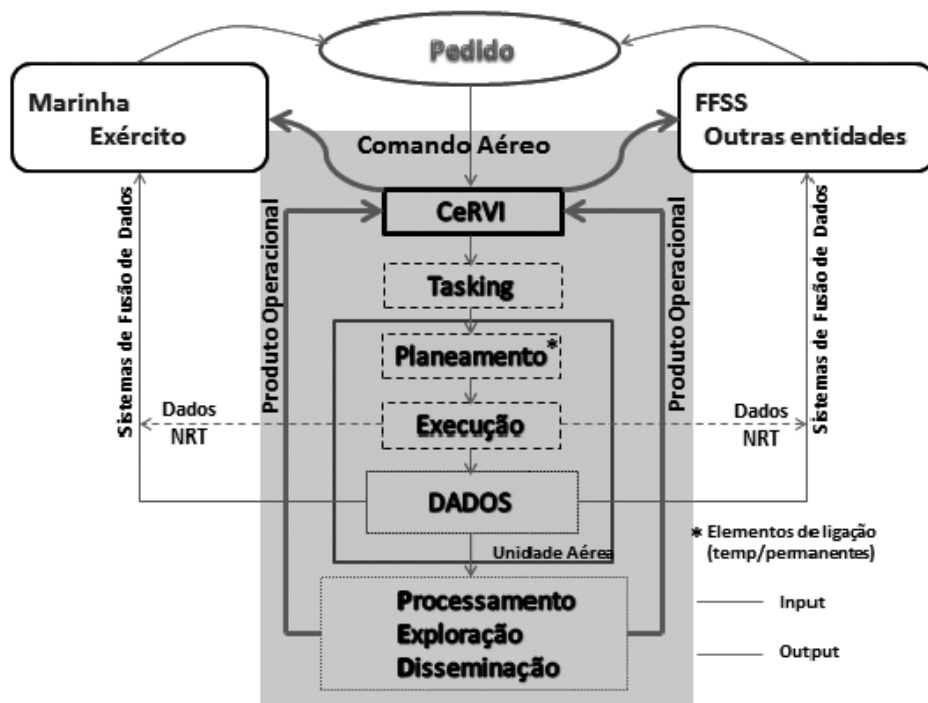 Pedido
Marinha
Exército
FFSS
Outras entidades
Comando Aéreo
CeRVI
Tasking
Planeamento*
Execução
DADOS
Unidade Aérea
Processamento
Exploração
Disseminação
Sistemas de Fusão de Dados
Produto Operacional
Dados
NRT
Produto Operacional
Dados
NRT
Sistemas de Fusão de Dados
* Elementos de ligação
(temp/permanentes)
Input
Output